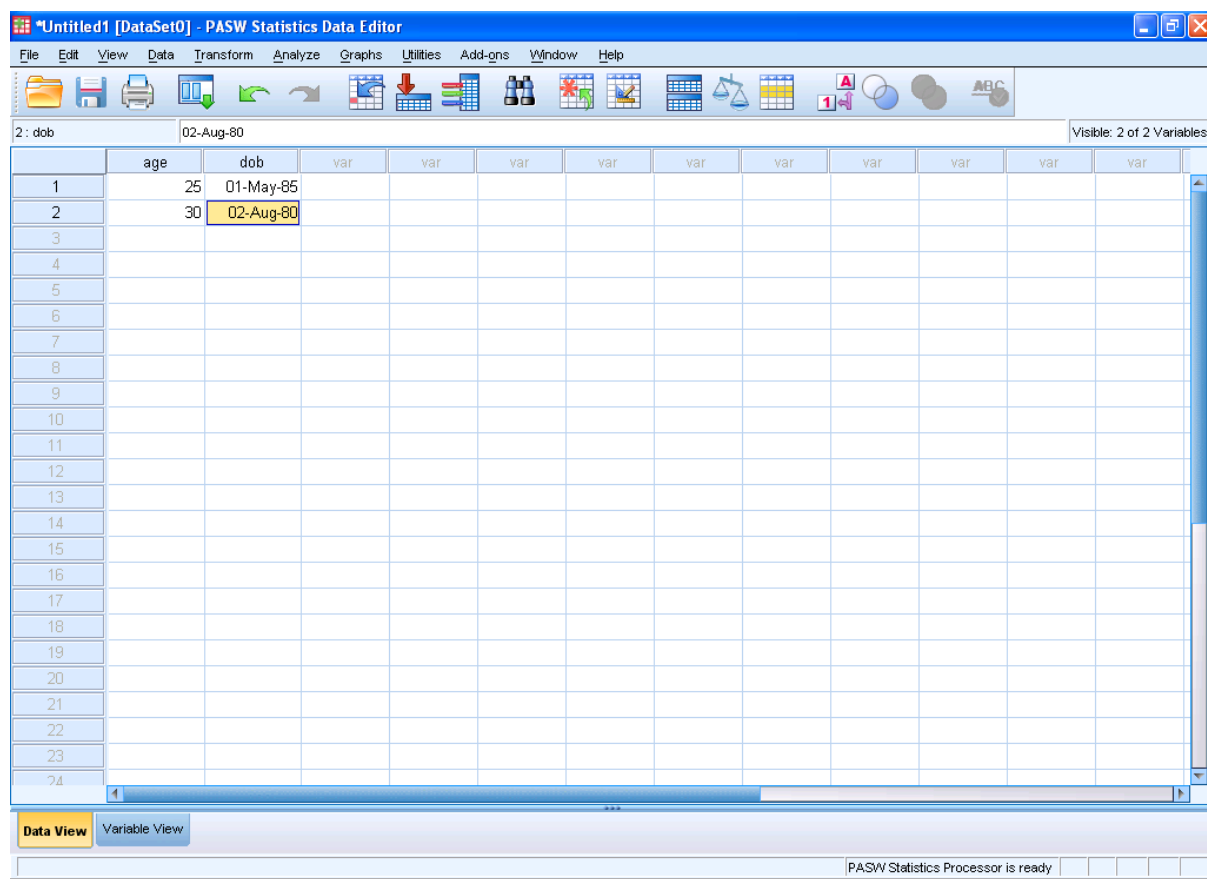 *Untitled1 [DataSet0] - PASW Statistics Data Editor
File Edit View Data Transform Analyze Graphs Utilities Add-ons Window Help
A 1 ABC
2 : dob 02-Aug-80 Visible: 2 of 2 Variables
age dob var var var var var var var var var var
1 25 01-May-85
2 30 02-Aug-80
3
4
5
6
7
8
9
10
11
12
13
14
15
16
17
18
19
20
21
22
23
24
Data View Variable View
PASW Statistics Processor is ready